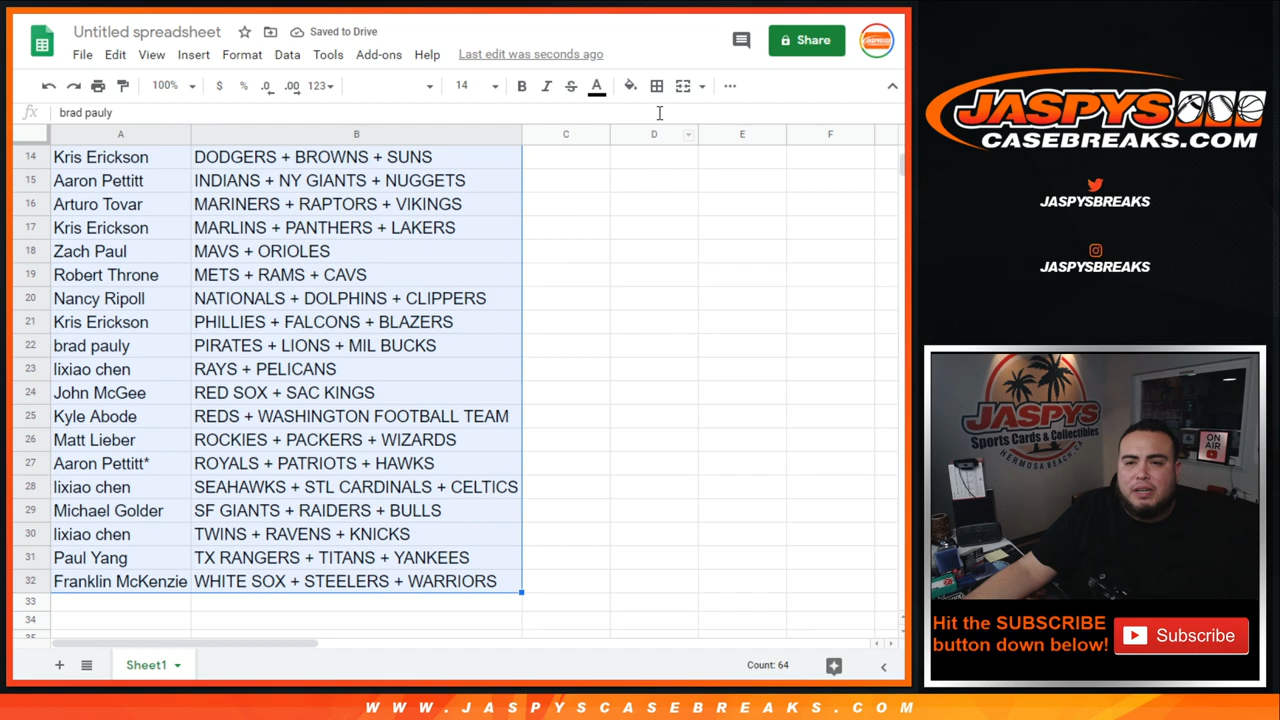 Untitled spreadsheet
Saved to Drive
File Edit View Insert Format Data Tools Add-ons Help Last edit was seconds ago
Share
100% $ % .0 .00 123 14 B I S A
fx brad pauly
A B C D E F
14 Kris Erickson DODGERS + BROWNS + SUNS
15 Aaron Pettitt INDIANS + NY GIANTS + NUGGETS
16 Arturo Tovar MARINERS + RAPTORS + VIKINGS
17 Kris Erickson MARLINS + PANTHERS + LAKERS
18 Zach Paul MAVS + ORIOLES
19 Robert Throne METS + RAMS + CAVS
20 Nancy Ripoll NATIONALS + DOLPHINS + CLIPPERS
21 Kris Erickson PHILLIES + FALCONS + BLAZERS
22 brad pauly PIRATES + LIONS + MIL BUCKS
23 lixiao chen RAYS + PELICANS
24 John McGee RED SOX + SAC KINGS
25 Kyle Abode REDS + WASHINGTON FOOTBALL TEAM
26 Matt Lieber ROCKIES + PACKERS + WIZARDS
27 Aaron Pettitt* ROYALS + PATRIOTS + HAWKS
28 lixiao chen SEAHAWKS + STL CARDINALS + CELTICS
29 Michael Golder SF GIANTS + RAIDERS + BULLS
30 lixiao chen TWINS + RAVENS + KNICKS
31 Paul Yang TX RANGERS + TITANS + YANKEES
32 Franklin McKenzie WHITE SOX + STEELERS + WARRIORS
33
34
Sheet1
Count: 64
JASPYS
CASEBREAKS.COM
JASPYSBREAKS
JASPYSBREAKS
JASPYS
Sports Cards & Collectibles
HERMOSA BEACH, CA
ON AIR
Hit the SUBSCRIBE
button down below!
Subscribe
WWW.JASPYSCASEBREAKS.COM